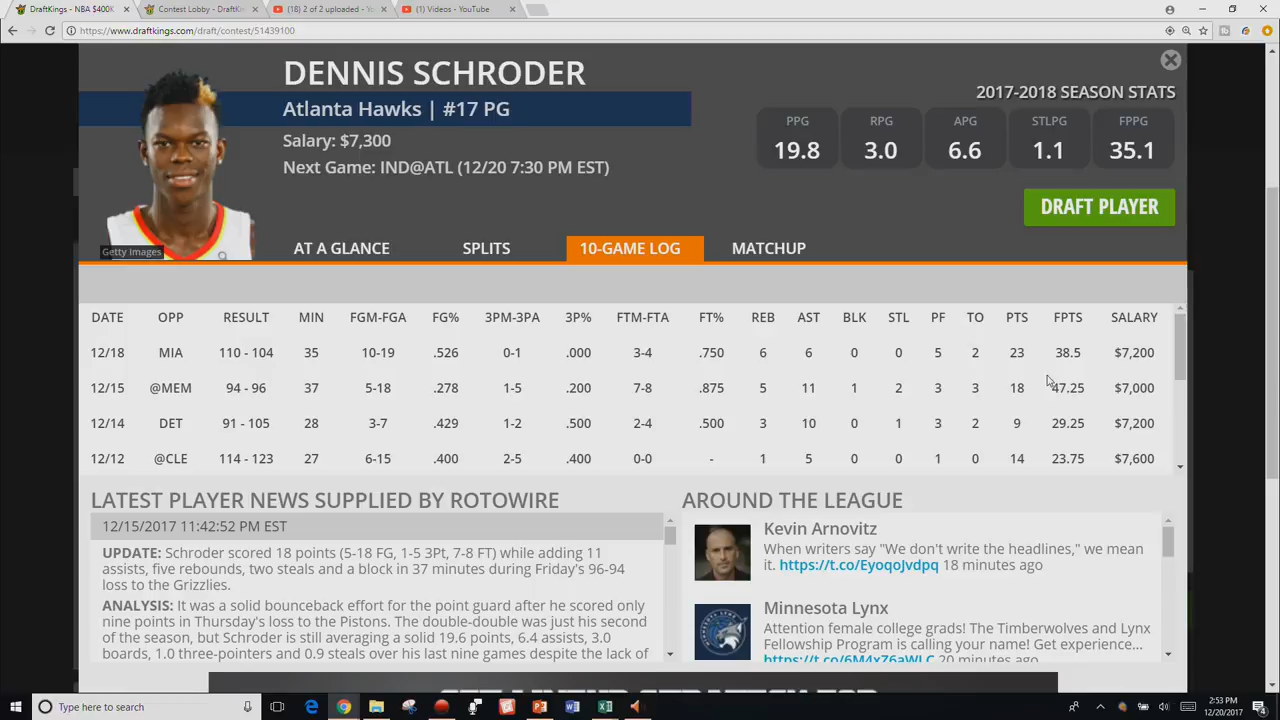 DraftKings - NBA $400K
Contest Lobby - DraftKin
(18) 2 of 2 uploaded - Yo
(1) Videos - YouTube
https://www.draftkings.com/draft/contest/51439100
DENNIS SCHRODER
Atlanta Hawks | #17 PG
Salary: $7,300
Next Game: IND@ATL (12/20 7:30 PM EST)
Getty Images
2017-2018 SEASON STATS
PPG RPG APG STLPG FPPG
19.8 3.0 6.6 1.1 35.1
DRAFT PLAYER
AT A GLANCE SPLITS 10-GAME LOG MATCHUP
DATE OPP RESULT MIN FGM-FGA FG% 3PM-3PA 3P% FTM-FTA FT% REB AST BLK STL PF TO PTS FPTS SALARY
12/18 MIA 110 - 104 35 10-19 .526 0-1 .000 3-4 .750 6 6 0 0 5 2 23 38.5 $7,200
12/15 @MEM 94 - 96 37 5-18 .278 1-5 .200 7-8 .875 5 11 1 2 3 3 18 47.25 $7,000
12/14 DET 91 - 105 28 3-7 .429 1-2 .500 2-4 .500 3 10 0 1 3 2 9 29.25 $7,200
12/12 @CLE 114 - 123 27 6-15 .400 2-5 .400 0-0 - 1 5 0 0 1 0 14 23.75 $7,600
LATEST PLAYER NEWS SUPPLIED BY ROTOWIRE
12/15/2017 11:42:52 PM EST
UPDATE: Schroder scored 18 points (5-18 FG, 1-5 3Pt, 7-8 FT) while adding 11
assists, five rebounds, two steals and a block in 37 minutes during Friday's 96-94
loss to the Grizzlies.
ANALYSIS: It was a solid bounceback effort for the point guard after he scored only
nine points in Thursday's loss to the Pistons. The double-double was just his second
of the season, but Schroder is still averaging a solid 19.6 points, 6.4 assists, 3.0
boards, 1.0 three-pointers and 0.9 steals over his last nine games despite the lack of
AROUND THE LEAGUE
Kevin Arnovitz
When writers say "We don't write the headlines," we mean
it. https://t.co/EyoqoJvdpq 18 minutes ago
Minnesota Lynx
Attention female college grads! The Timberwolves and Lynx
Fellowship Program is calling your name! Get experience...
https://t.co/6M4xZ6aWLC 20 minutes ago
Type here to search
2:53 PM
12/20/2017